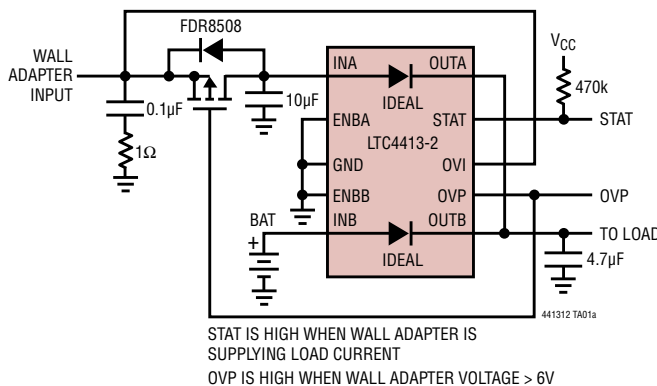 FDR8508
WALL
ADAPTER
INPUT
0.1µF
1Ω
10µF
INA
OUTA
IDEAL
ENBA
STAT
LTC4413-2
GND
OVI
ENBB
OVP
INB
OUTB
IDEAL
BAT
+
VCC
470k
STAT
OVP
TO LOAD
4.7µF
441312 TA01a
STAT IS HIGH WHEN WALL ADAPTER IS
SUPPLYING LOAD CURRENT
OVP IS HIGH WHEN WALL ADAPTER VOLTAGE > 6V